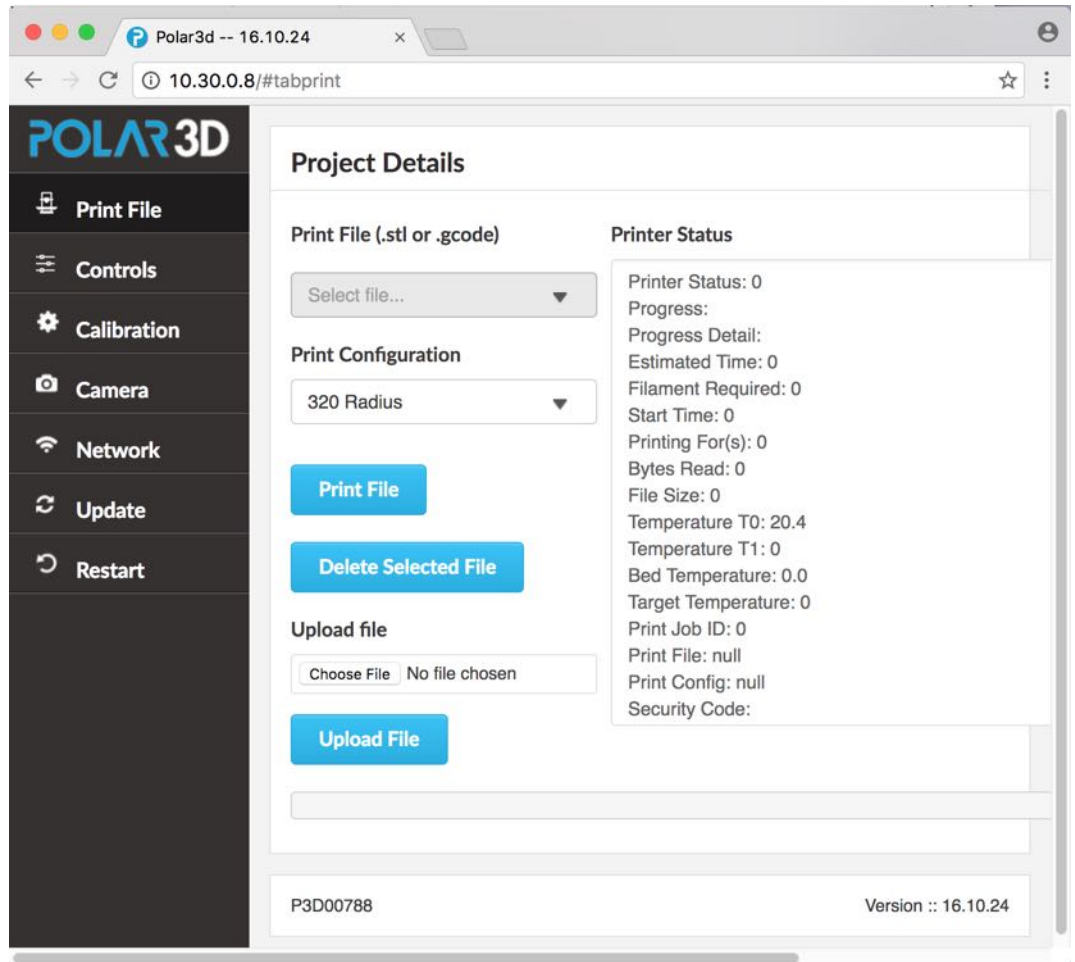 Polar3d -- 16.10.24
10.30.0.8/#tabprint
POLAR3D
Print File
Controls
Calibration
Camera
Network
Update
Restart
Project Details
Print File (.stl or .gcode)
Select file...
Print Configuration
320 Radius
Print File
Delete Selected File
Upload file
Choose File No file chosen
Upload File
Printer Status
Printer Status: 0
Progress:
Progress Detail:
Estimated Time: 0
Filament Required: 0
Start Time: 0
Printing For(s): 0
Bytes Read: 0
File Size: 0
Temperature T0: 20.4
Temperature T1: 0
Bed Temperature: 0.0
Target Temperature: 0
Print Job ID: 0
Print File: null
Print Config: null
Security Code:
P3D00788
Version :: 16.10.24